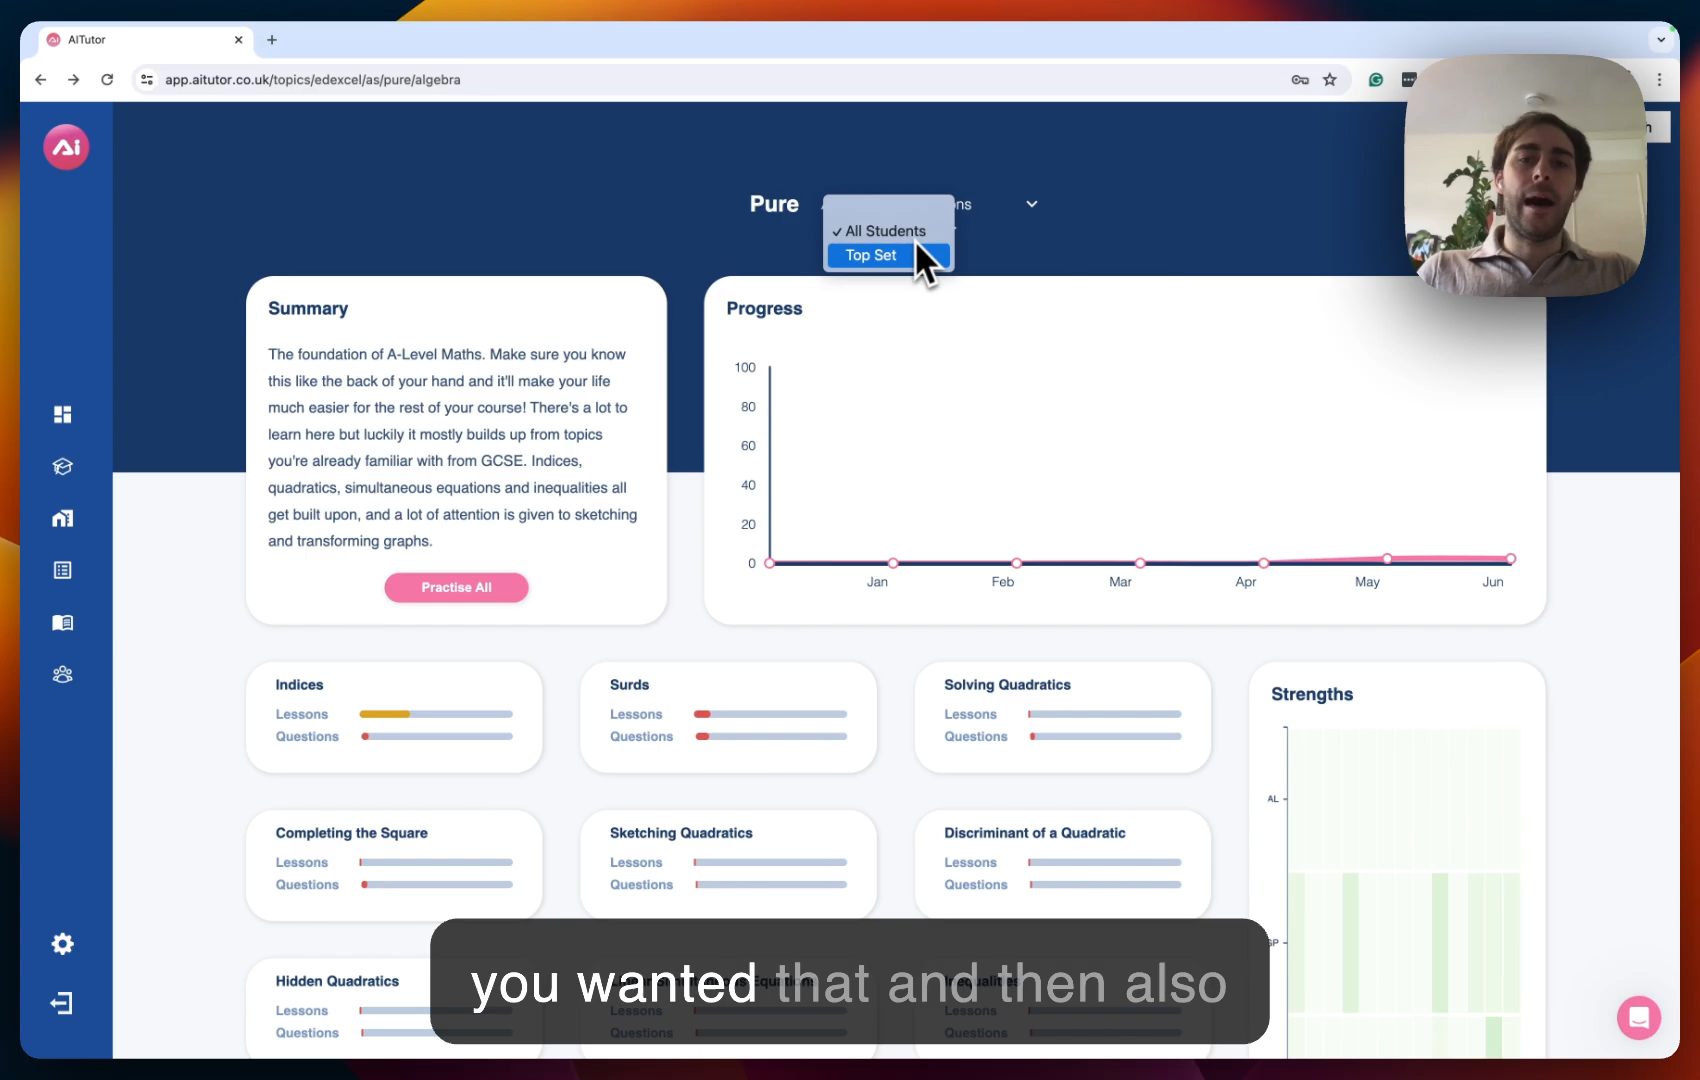 AITutor
app.aitutor.co.uk/topics/edexcel/as/pure/algebra
Ai
Pure
ns
✓ All Students
Top Set
Summary
The foundation of A-Level Maths. Make sure you know
this like the back of your hand and it'll make your life
much easier for the rest of your course! There's a lot to
learn here but luckily it mostly builds up from topics
you're already familiar with from GCSE. Indices,
quadratics, simultaneous equations and inequalities all
get built upon, and a lot of attention is given to sketching
and transforming graphs.
Practise All
Progress
100
80
60
40
20
0
Jan Feb Mar Apr May Jun
Indices
Lessons
Questions
Surds
Lessons
Questions
Solving Quadratics
Lessons
Questions
Strengths
AL
SP
Completing the Square
Lessons
Questions
Sketching Quadratics
Lessons
Questions
Discriminant of a Quadratic
Lessons
Questions
Hidden Quadratics
Lessons
Questions
you wanted that and then also